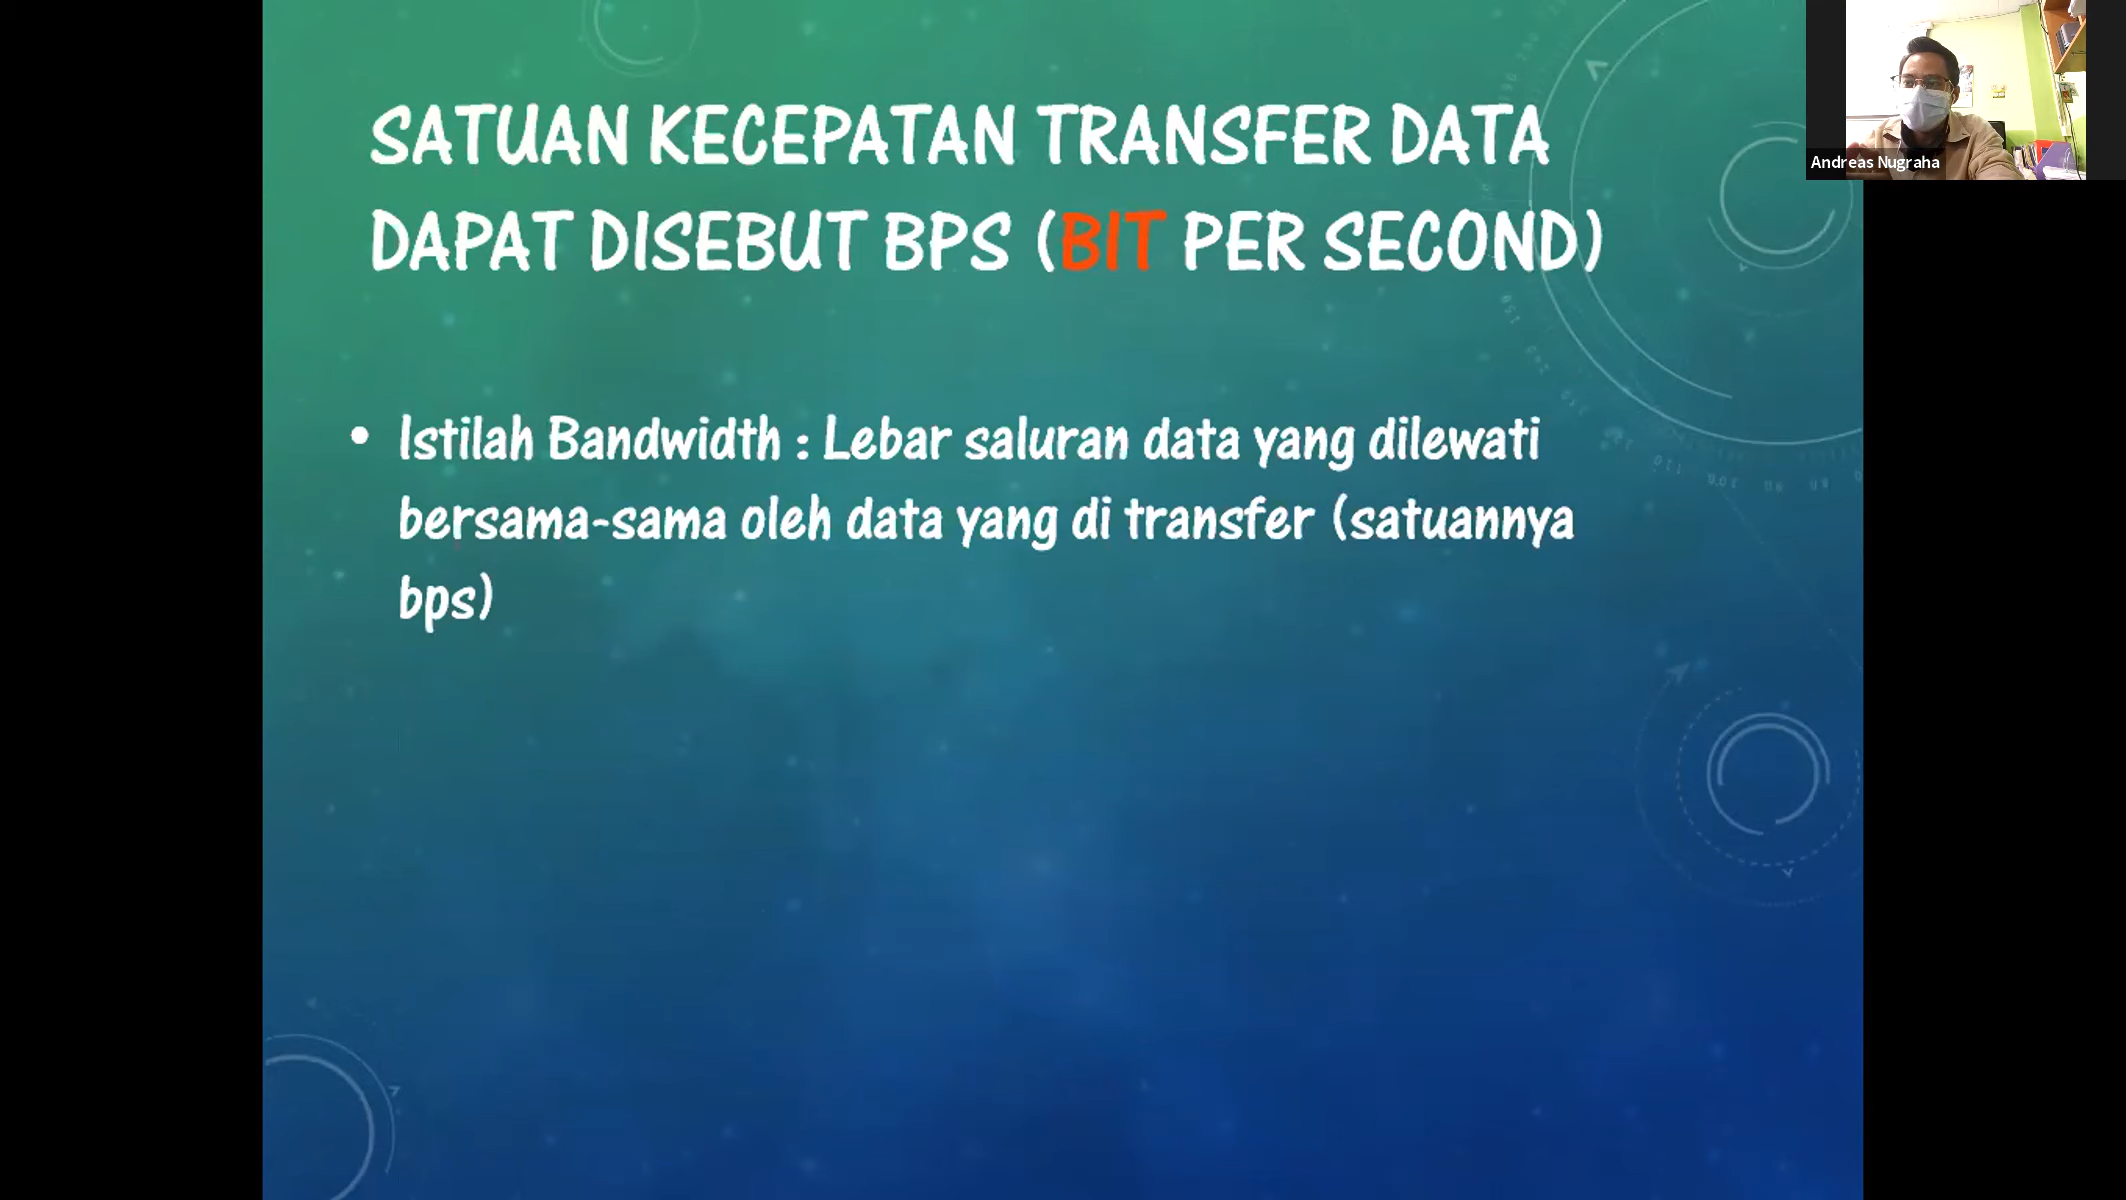 SATUAN KECEPATAN TRANSFER DATA
DAPAT DISEBUT BPS (BIT PER SECOND)
• Istilah Bandwidth : Lebar saluran data yang dilewati
bersama-sama oleh data yang di transfer (satuannya
bps)
Andreas Nugraha